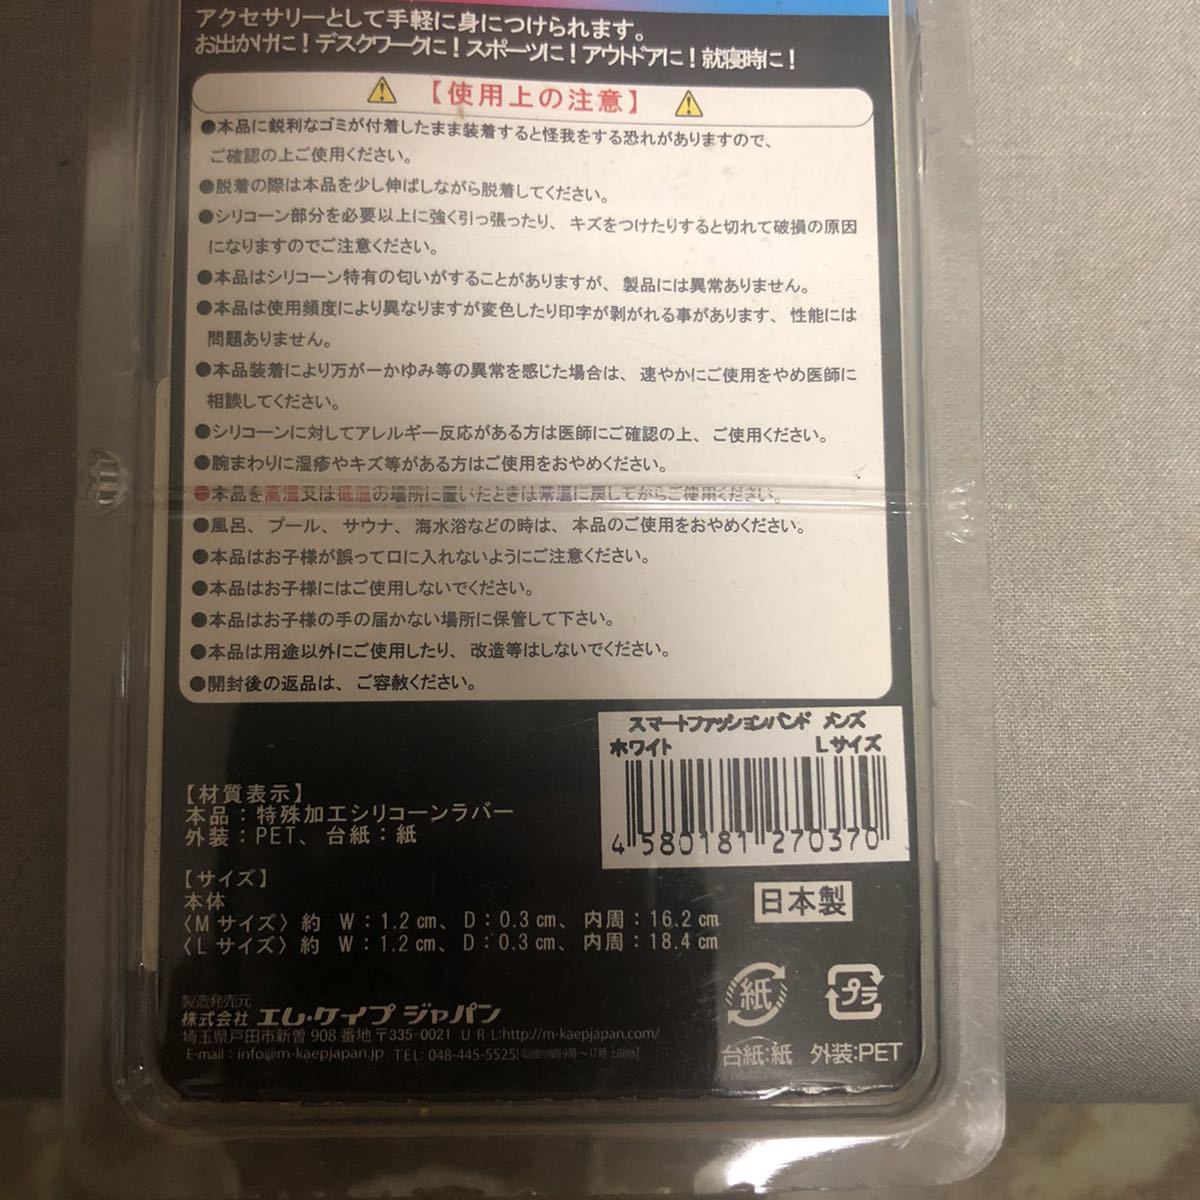 アクセサリーとして手軽に身につけられます。
お出かけに！デスクワークに！スポーツに！アウトドアに！就寝時に！
【使用上の注意】
●本品に鋭利なゴミが付着したまま装着すると怪我をする恐れがありますので、
ご確認の上ご使用ください。
●脱着の際は本品を少し伸ばしながら脱着してください。
●シリコーン部分を必要以上に強く引っ張ったり、キズをつけたりすると切れて破損の原因
になりますのでご注意ください。
●本品はシリコーン特有の匂いがすることがありますが、製品には異常ありません。
●本品は使用頻度により異なりますが変色したり印字が剥がれる事があります、性能には
問題ありません。
●本品装着により万が一かゆみ等の異常を感じた場合は、速やかにご使用をやめ医師に
相談してください。
●シリコーンに対してアレルギー反応がある方は医師にご確認の上、ご使用ください。
●腕まわりに湿疹やキズ等がある方はご使用をおやめください。
●本品を高温又は低温の場所に置いたときは常温に戻してからご使用ください。
●風呂、プール、サウナ、海水浴などの時は、本品のご使用をおやめください。
●本品はお子様が誤って口に入れないようにご注意ください。
●本品はお子様にはご使用しないでください。
●本品はお子様の手の届かない場所に保管して下さい。
●本品は用途以外にご使用したり、改造等はしないでください。
●開封後の返品は、ご容赦ください。
スマートファッションバンド メンズ
ホワイト Lサイズ
4 580181 270370
【材質表示】
本品：特殊加工シリコーンラバー
外装：PET、台紙：紙
【サイズ】
本体
〈Mサイズ〉約 W：1.2㎝、D：0.3㎝、内周：16.2㎝
〈Lサイズ〉約 W：1.2㎝、D：0.3㎝、内周：18.4㎝
日本製
紙
プラ
台紙:紙 外装:PET
製造発売元
株式会社 エム・ケイプ ジャパン
埼玉県戸田市新曽 908 番地 〒335-0021 U R L:http://m-kaepjapan.com/
E-mail : info@m-kaepjapan.jp TEL: 048-445-5525